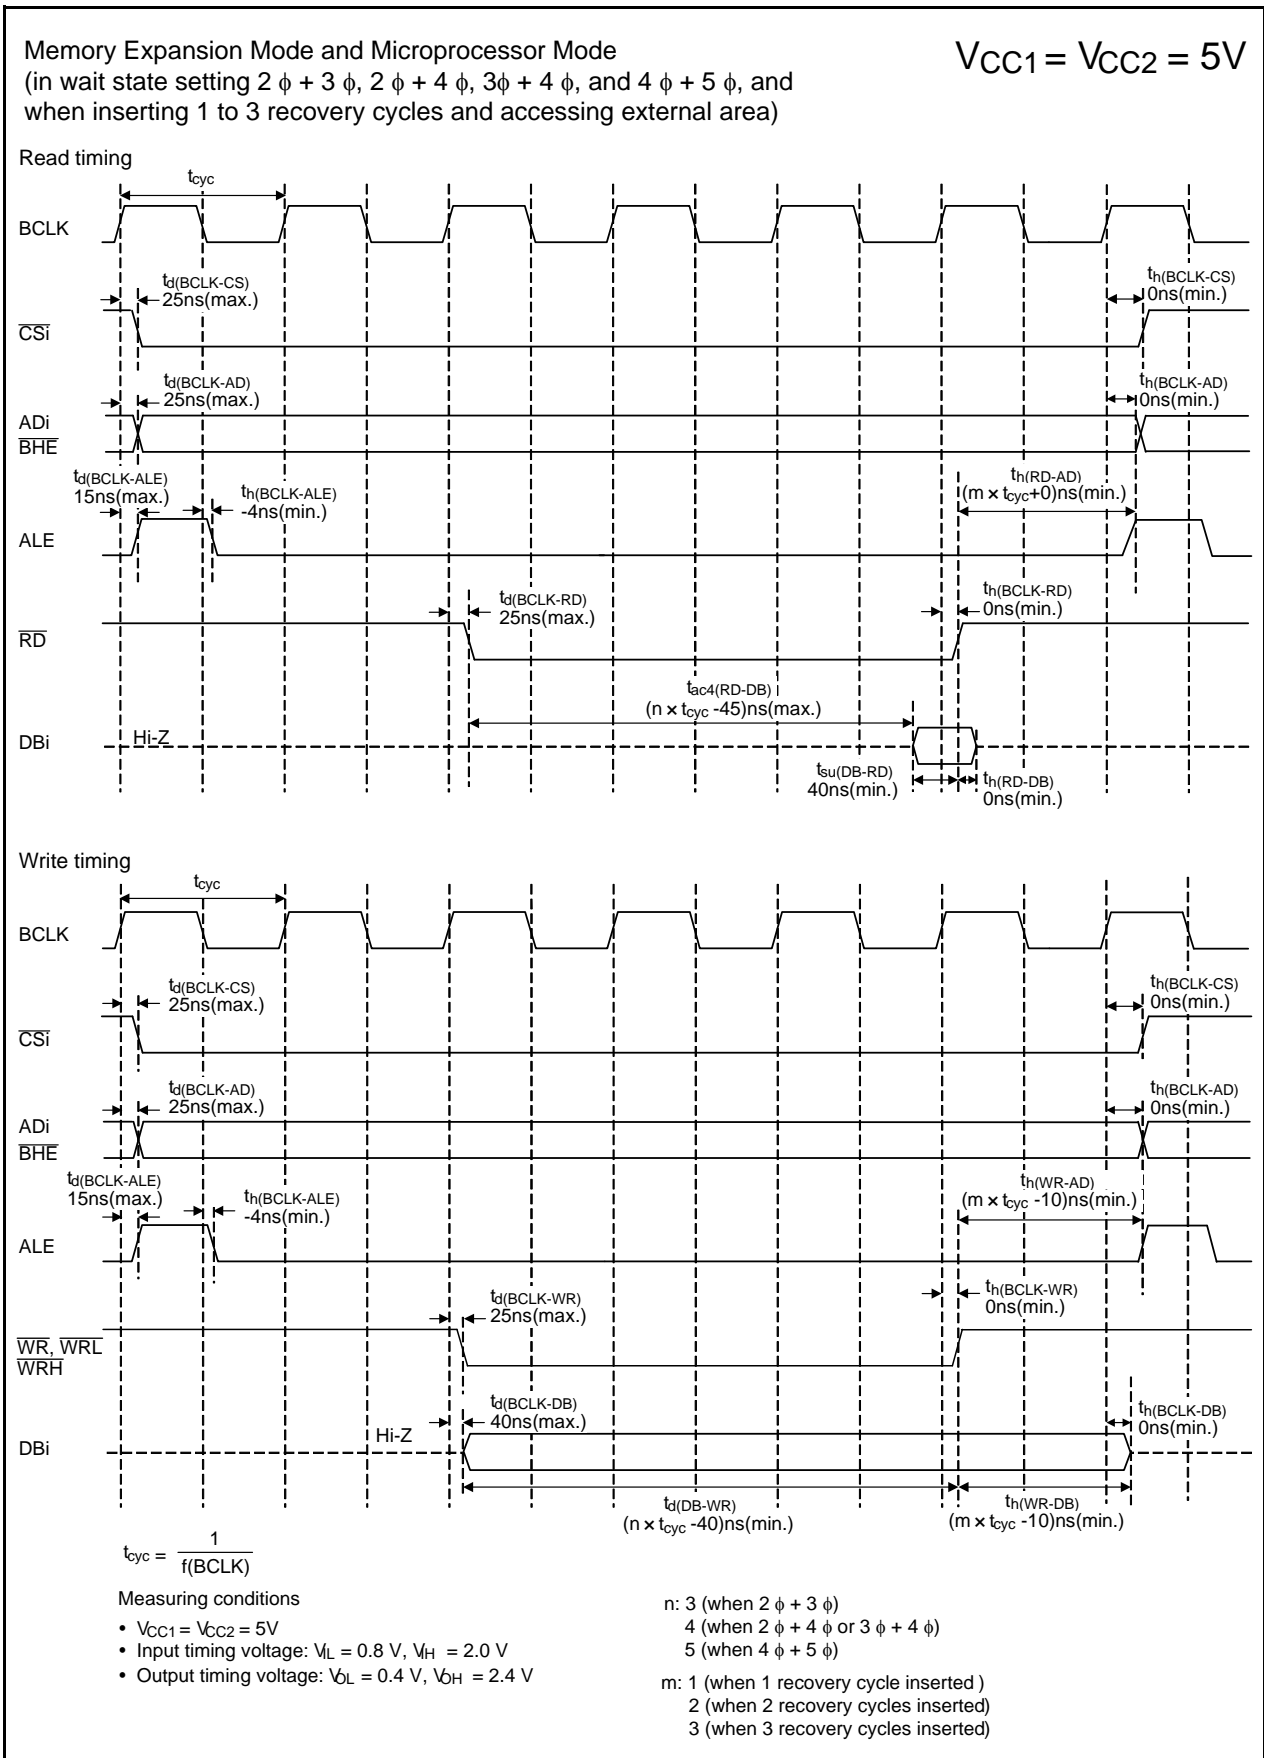 Memory Expansion Mode and Microprocessor Mode
(in wait state setting 2 ϕ + 3 ϕ, 2 ϕ + 4 ϕ, 3ϕ + 4 ϕ, and 4 ϕ + 5 ϕ, and
when inserting 1 to 3 recovery cycles and accessing external area)
VCC1 = VCC2 = 5V
Read timing
tcyc
BCLK
td(BCLK-CS)
25ns(max.)
th(BCLK-CS)
0ns(min.)
CSi
td(BCLK-AD)
25ns(max.)
th(BCLK-AD)
0ns(min.)
ADi
BHE
td(BCLK-ALE)
15ns(max.)
th(BCLK-ALE)
-4ns(min.)
th(RD-AD)
(m × tcyc+0)ns(min.)
ALE
td(BCLK-RD)
25ns(max.)
th(BCLK-RD)
0ns(min.)
RD
tac4(RD-DB)
(n × tcyc -45)ns(max.)
DBi
Hi-Z
tsu(DB-RD)
40ns(min.)
th(RD-DB)
0ns(min.)
Write timing
tcyc
BCLK
td(BCLK-CS)
25ns(max.)
th(BCLK-CS)
0ns(min.)
CSi
td(BCLK-AD)
25ns(max.)
th(BCLK-AD)
0ns(min.)
ADi
BHE
td(BCLK-ALE)
15ns(max.)
th(BCLK-ALE)
-4ns(min.)
th(WR-AD)
(m × tcyc -10)ns(min.)
ALE
td(BCLK-WR)
25ns(max.)
th(BCLK-WR)
0ns(min.)
WR, WRL
WRH
td(BCLK-DB)
40ns(max.)
th(BCLK-DB)
0ns(min.)
Hi-Z
DBi
td(DB-WR)
(n × tcyc -40)ns(min.)
th(WR-DB)
(m × tcyc -10)ns(min.)
tcyc = 1
f(BCLK)
Measuring conditions
• VCC1 = VCC2 = 5V
• Input timing voltage: VIL = 0.8 V, VIH = 2.0 V
• Output timing voltage: VOL = 0.4 V, VOH = 2.4 V
n: 3 (when 2 ϕ + 3 ϕ)
4 (when 2 ϕ + 4 ϕ or 3 ϕ + 4 ϕ)
5 (when 4 ϕ + 5 ϕ)
m: 1 (when 1 recovery cycle inserted )
2 (when 2 recovery cycles inserted)
3 (when 3 recovery cycles inserted)